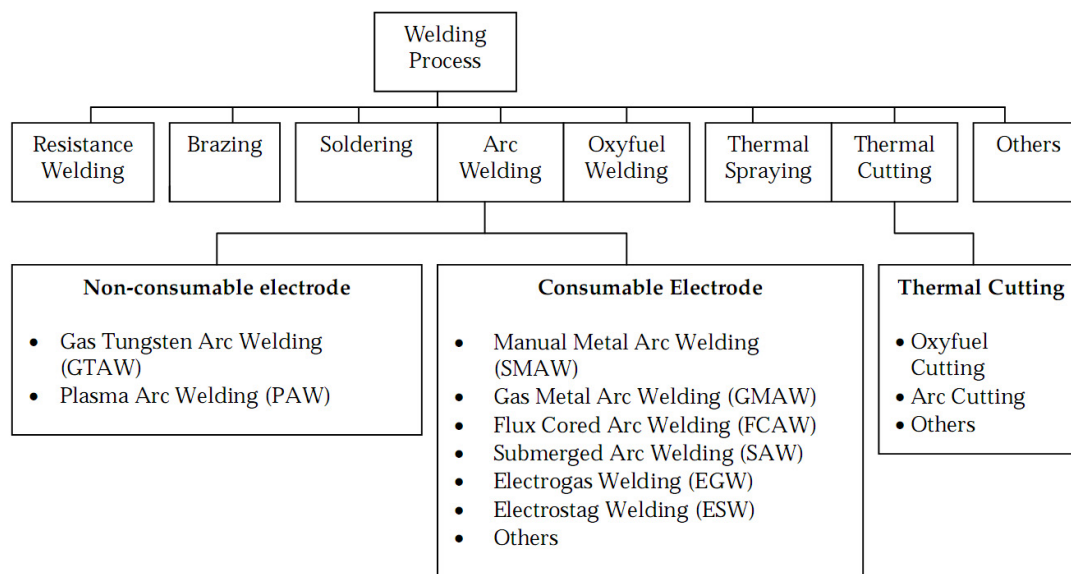 Welding
Process
Resistance
Welding
Brazing
Soldering
Arc
Welding
Oxyfuel
Welding
Thermal
Spraying
Thermal
Cutting
Others
Non-consumable electrode
• Gas Tungsten Arc Welding
(GTAW)
• Plasma Arc Welding (PAW)
Consumable Electrode
• Manual Metal Arc Welding
(SMAW)
• Gas Metal Arc Welding (GMAW)
• Flux Cored Arc Welding (FCAW)
• Submerged Arc Welding (SAW)
• Electrogas Welding (EGW)
• Electrostag Welding (ESW)
• Others
Thermal Cutting
• Oxyfuel
Cutting
• Arc Cutting
• Others